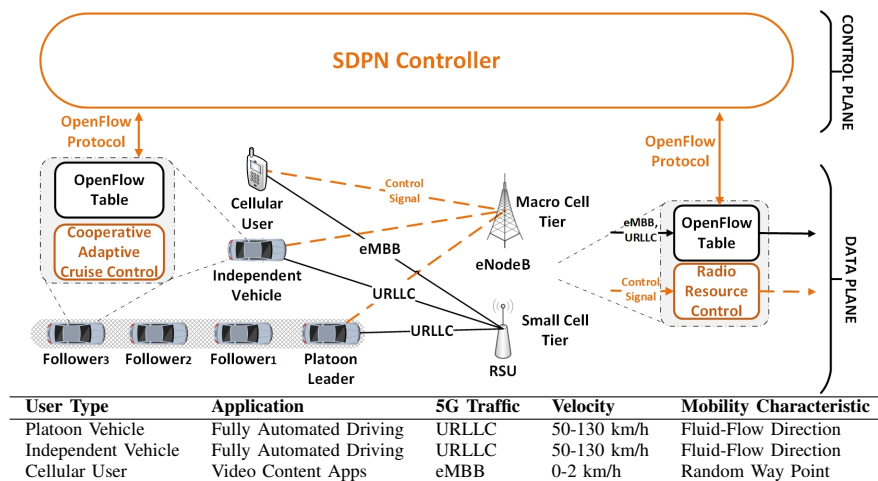 SDPN Controller
CONTROL PLANE
OpenFlow
Protocol
OpenFlow
Protocol
OpenFlow
Table
Cooperative
Adaptive
Cruise Control
Cellular
User
Control
Signal
Macro Cell
Tier
eNodeB
eMBB
Independent
Vehicle
URLLC
URLLC
Small Cell
Tier
RSU
Follower3
Follower2
Follower1
Platoon
Leader
eMBB,
URLLC
OpenFlow
Table
Control
Signal
Radio
Resource
Control
DATA PLANE
User Type Application 5G Traffic Velocity Mobility Characteristic
Platoon Vehicle Fully Automated Driving URLLC 50-130 km/h Fluid-Flow Direction
Independent Vehicle Fully Automated Driving URLLC 50-130 km/h Fluid-Flow Direction
Cellular User Video Content Apps eMBB 0-2 km/h Random Way Point